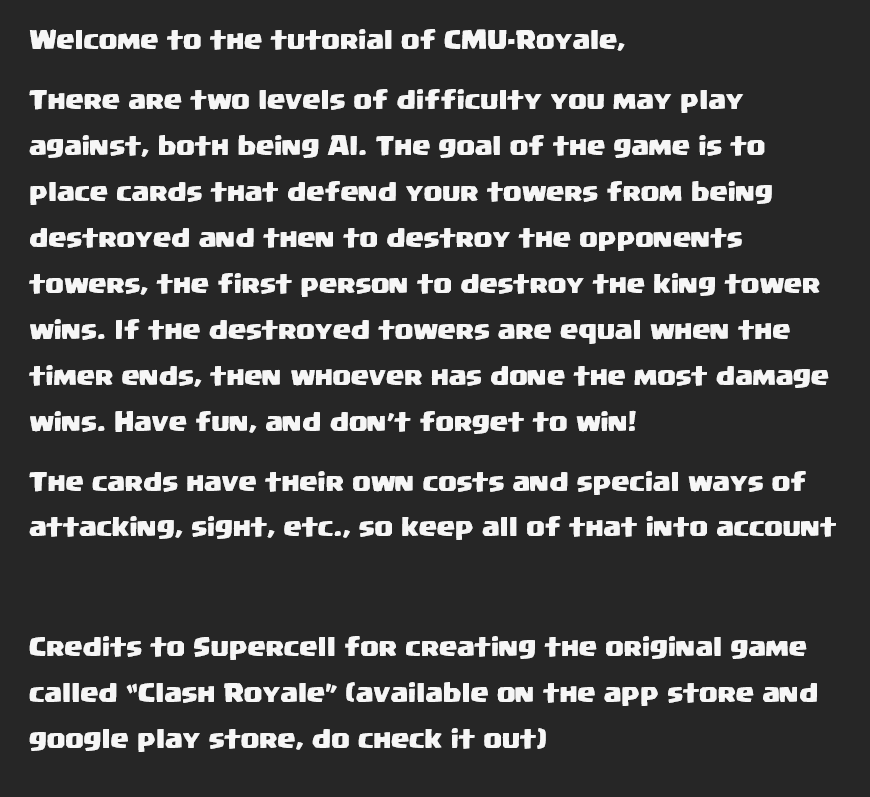 Welcome to the tutorial of CMU-Royale,
There are two levels of difficulty you may play
against, both being AI. The goal of the game is to
place cards that defend your towers from being
destroyed and then to destroy the opponents
towers, the first person to destroy the king tower
wins. If the destroyed towers are equal when the
timer ends, then whoever has done the most damage
wins. Have fun, and don't forget to win!
The cards have their own costs and special ways of
attacking, sight, etc., so keep all of that into account
Credits to Supercell for creating the original game
called "Clash Royale" (available on the app store and
google play store, do check it out)